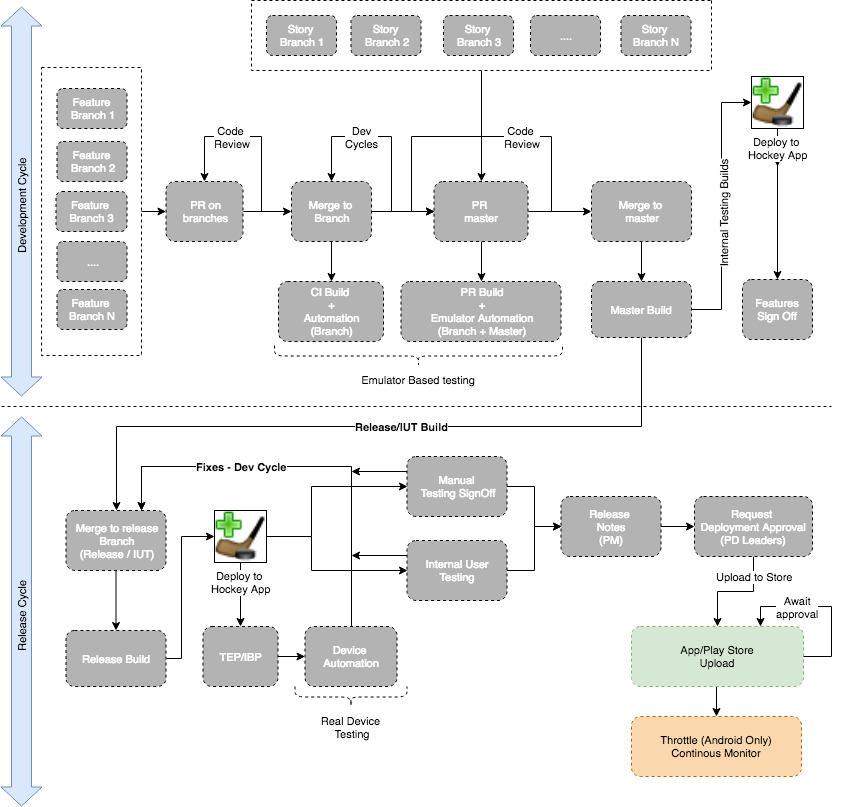 Development Cycle
Story
Branch 1
Story
Branch 2
Story
Branch 3
....
Story
Branch N
Feature
Branch 1
Feature
Branch 2
Feature
Branch 3
....
Feature
Branch N
Code
Review
Dev
Cycles
Code
Review
PR on
branches
Merge to
Branch
PR
master
Merge to
master
Internal Testing Builds
Deploy to
Hockey App
CI Build
+
Automation
(Branch)
PR Build
+
Emulator Automation
(Branch + Master)
Master Build
Features
Sign Off
Emulator Based testing
Release Cycle
Release/IUT Build
Fixes - Dev Cycle
Merge to release
Branch
(Release / IUT)
Deploy to
Hockey App
Manual
Testing SignOff
Internal User
Testing
Release
Notes
(PM)
Request
Deployment Approval
(PD Leaders)
Upload to Store
Await
approval
Release Build
TEP/IBP
Device
Automation
Real Device
Testing
App/Play Store
Upload
Throttle (Android Only)
Continous Monitor